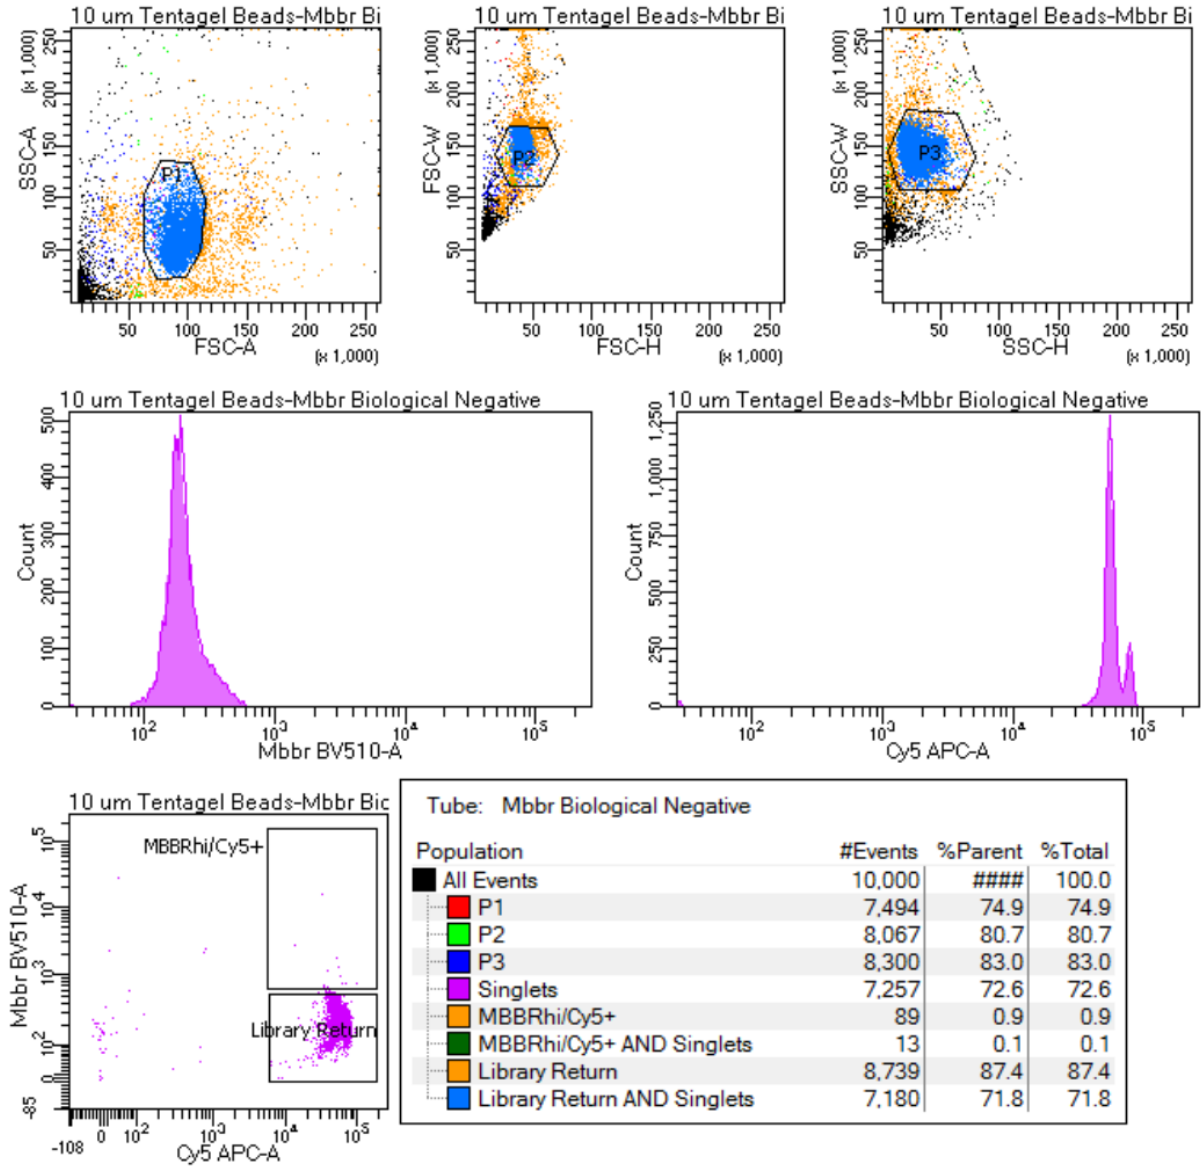 10 um Tentagel Beads-Mbbr Bi
SSC-A
(x 1,000)
250
200
150
100
50
P1
50 100 150 200 250
FSC-A
(x 1,000)
10 um Tentagel Beads-Mbbr Bi
FSC-W
(x 1,000)
250
200
150
100
50
P2
50 100 150 200 250
FSC-H
(x 1,000)
10 um Tentagel Beads-Mbbr Bi
SSC-W
(x 1,000)
250
200
150
100
50
P3
50 100 150 200 250
SSC-H
(x 1,000)
10 um Tentagel Beads-Mbbr Biological Negative
Count
500
400
300
200
100
0
10² 10³ 10⁴ 10⁵
Mbbr BV510-A
10 um Tentagel Beads-Mbbr Biological Negative
Count
1,250
1,000
750
500
250
0
10² 10³ 10⁴ 10⁵
Cy5 APC-A
10 um Tentagel Beads-Mbbr Bic
Mbbr BV510-A
10⁵
10⁴
10³
10²
0
-85
MBBRhi/Cy5+
Library Return
-108 0 10² 10³ 10⁴ 10⁵
Cy5 APC-A
Tube: Mbbr Biological Negative
Population #Events %Parent %Total
All Events 10,000 #### 100.0
P1 7,494 74.9 74.9
P2 8,067 80.7 80.7
P3 8,300 83.0 83.0
Singlets 7,257 72.6 72.6
MBBRhi/Cy5+ 89 0.9 0.9
MBBRhi/Cy5+ AND Singlets 13 0.1 0.1
Library Return 8,739 87.4 87.4
Library Return AND Singlets 7,180 71.8 71.8